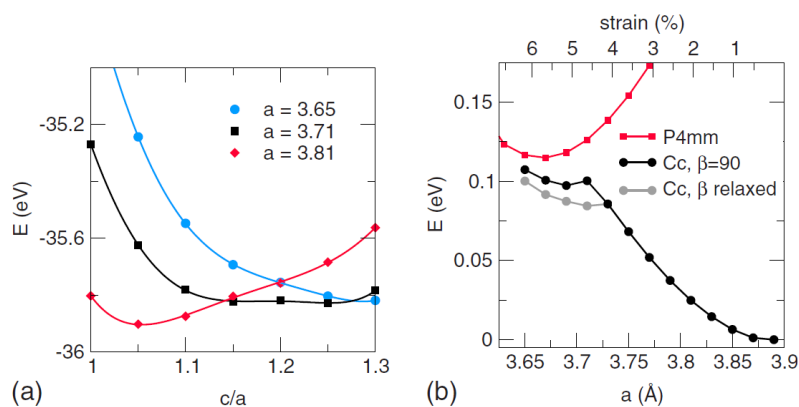 -35.2
-35.6
-36
E (eV)
1
1.1
1.2
1.3
c/a
a = 3.65
a = 3.71
a = 3.81
(a)
strain (%)
6
5
4
3
2
1
0.15
0.1
0.05
0
E (eV)
P4mm
Cc, β=90
Cc, β relaxed
3.65
3.7
3.75
3.8
3.85
3.9
a (Å)
(b)